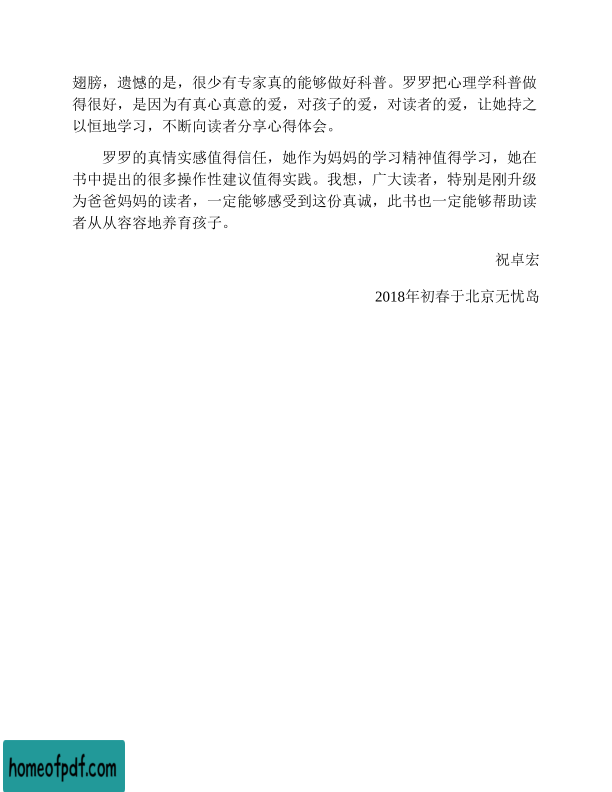 翅膀，遗憾的是，很少有专家真的能够做好科普。罗罗把心理学科普做
得很好，是因为有真心真意的爱，对孩子的爱，对读者的爱，让她持之
以恒地学习，不断向读者分享心得体会。
罗罗的真情实感值得信任，她作为妈妈的学习精神值得学习，她在
书中提出的很多操作性建议值得实践。我想，广大读者，特别是刚升级
为爸爸妈妈的读者，一定能够感受到这份真诚，此书也一定能够帮助读
者从从容容地养育孩子。
祝卓宏
2018年初春于北京无忧岛
homeofpdf.com